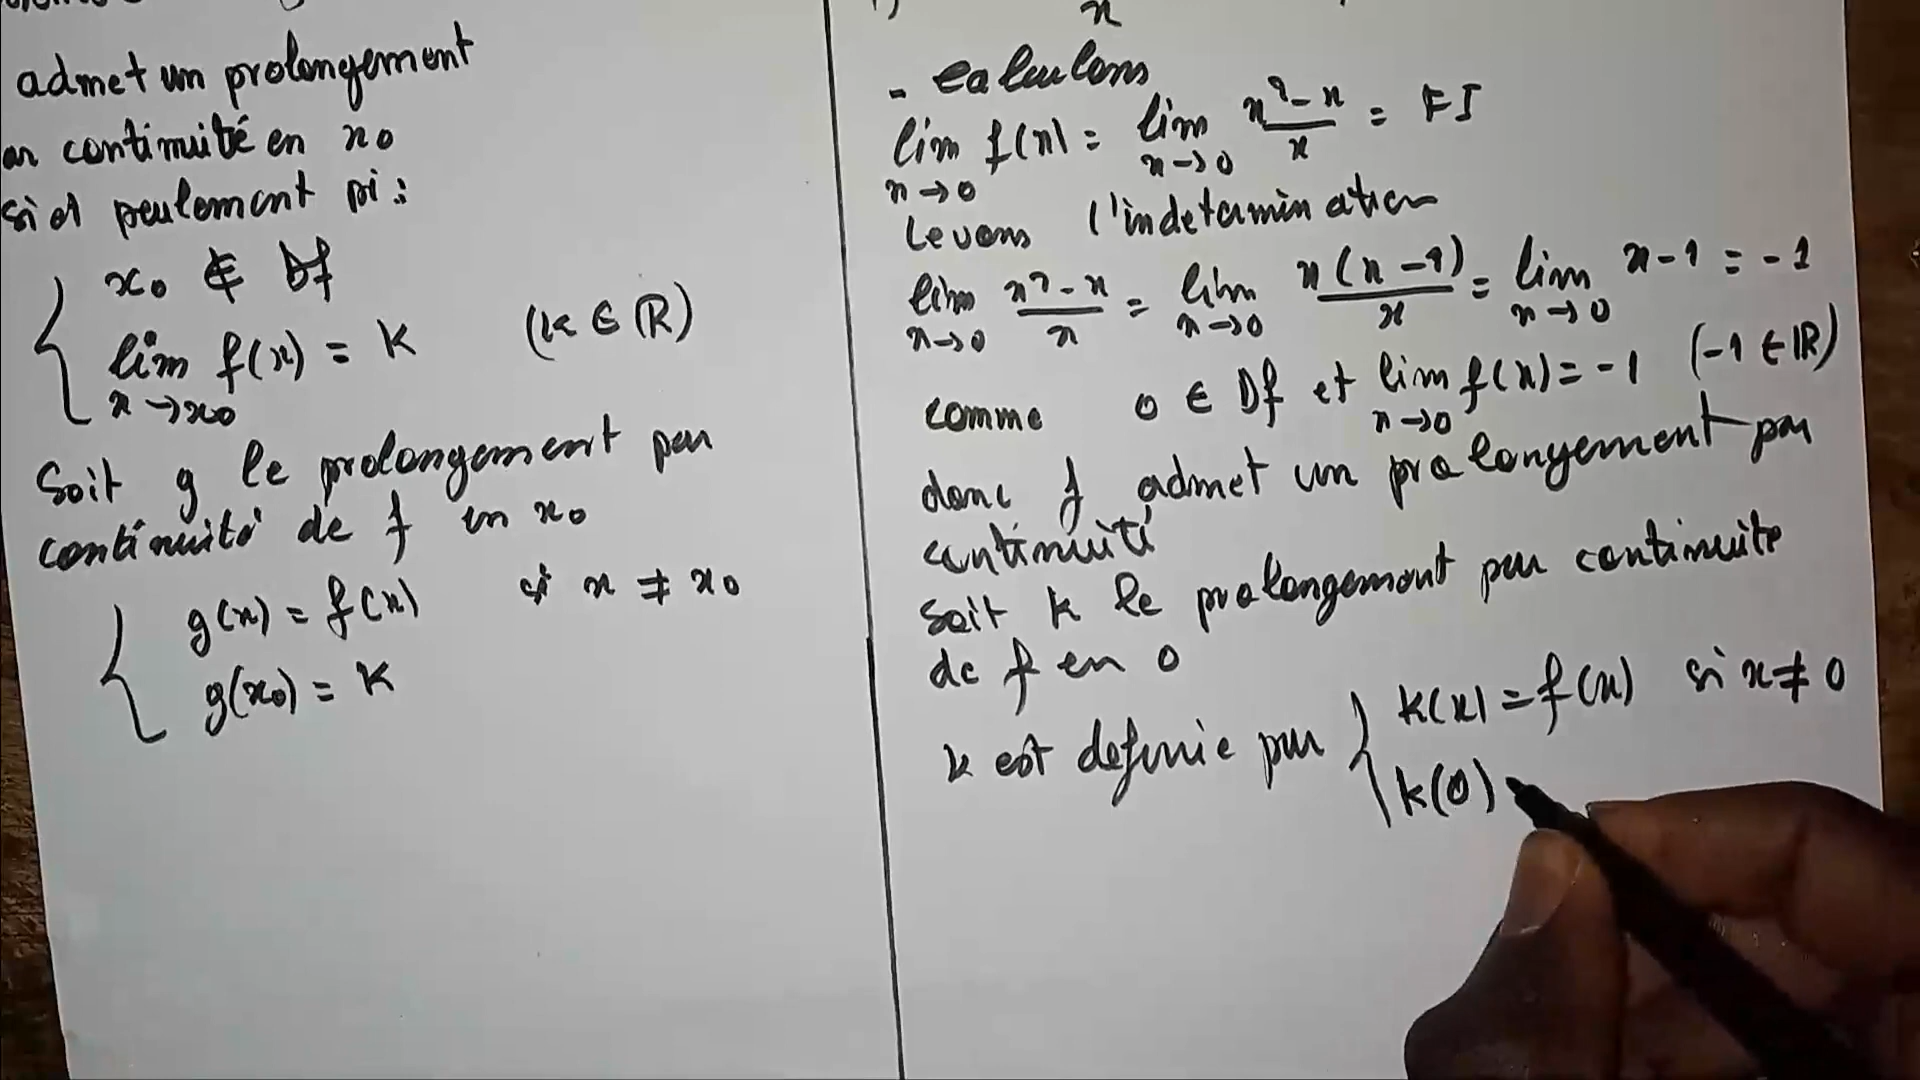 admet un prolongement
continuité en x₀
si et seulement si :
{ x₀ ∉ Df
lim f(x) = K (K ∈ ℝ)
x → x₀
Soit g le prolongement par
continuité de f en x₀
{ g(x) = f(x) si x ≠ x₀
g(x₀) = K
x
- calculons
lim f(x) = lim (x² - x)/x = FI
x → 0 x → 0
levons l'indetermination
lim (x² - x)/x = lim x(x - 1)/x = lim x - 1 = -1
x → 0 x → 0 x → 0
comme 0 ∈ Df et lim f(x) = -1 (-1 ∈ ℝ)
x → 0
donc f admet un prolongement par
continuité
soit k le prolongement par continuite
de f en 0
k est definie par { k(x) = f(x) si x ≠ 0
k(0)